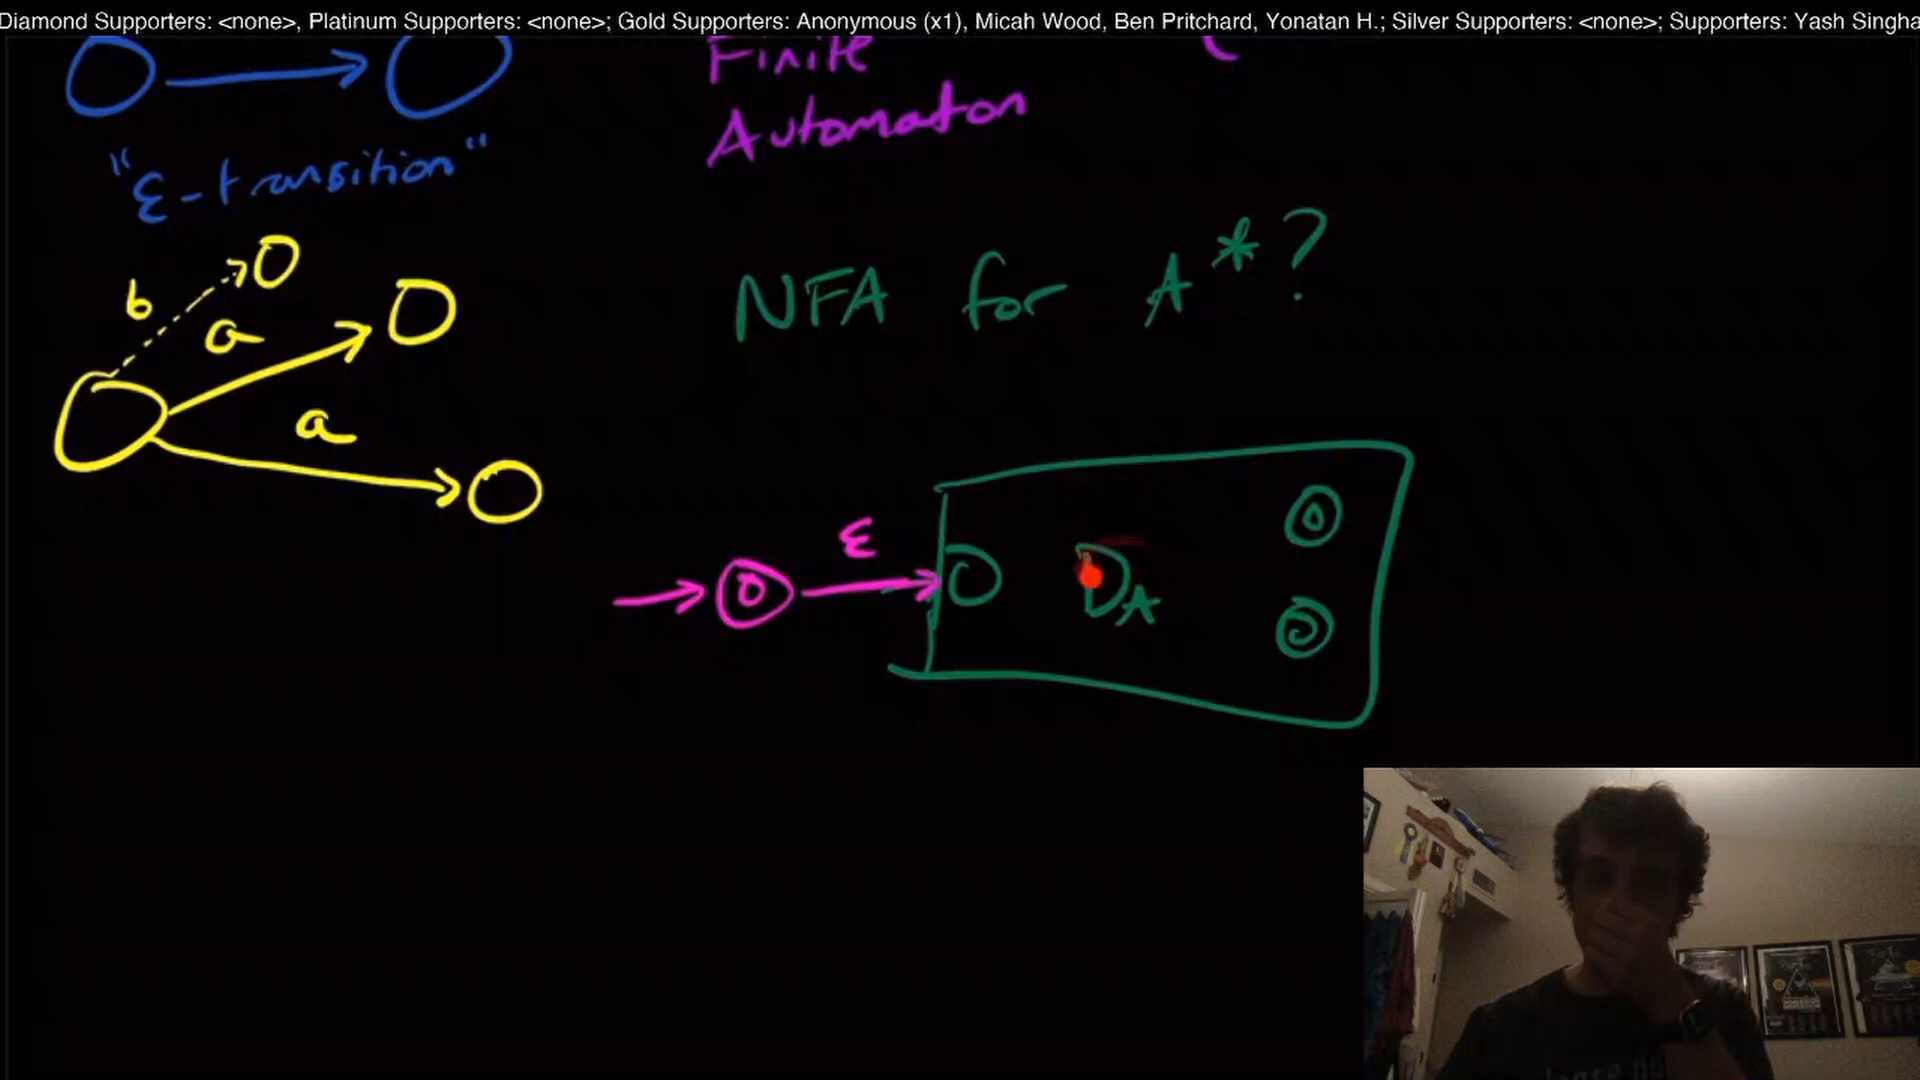 Diamond Supporters: <none>, Platinum Supporters: <none>; Gold Supporters: Anonymous (x1), Micah Wood, Ben Pritchard, Yonatan H.; Silver Supporters: <none>; Supporters: Yash Singha
Finite
Automaton
"ε-transition"
b
a
a
NFA for A*?
ε
D_A